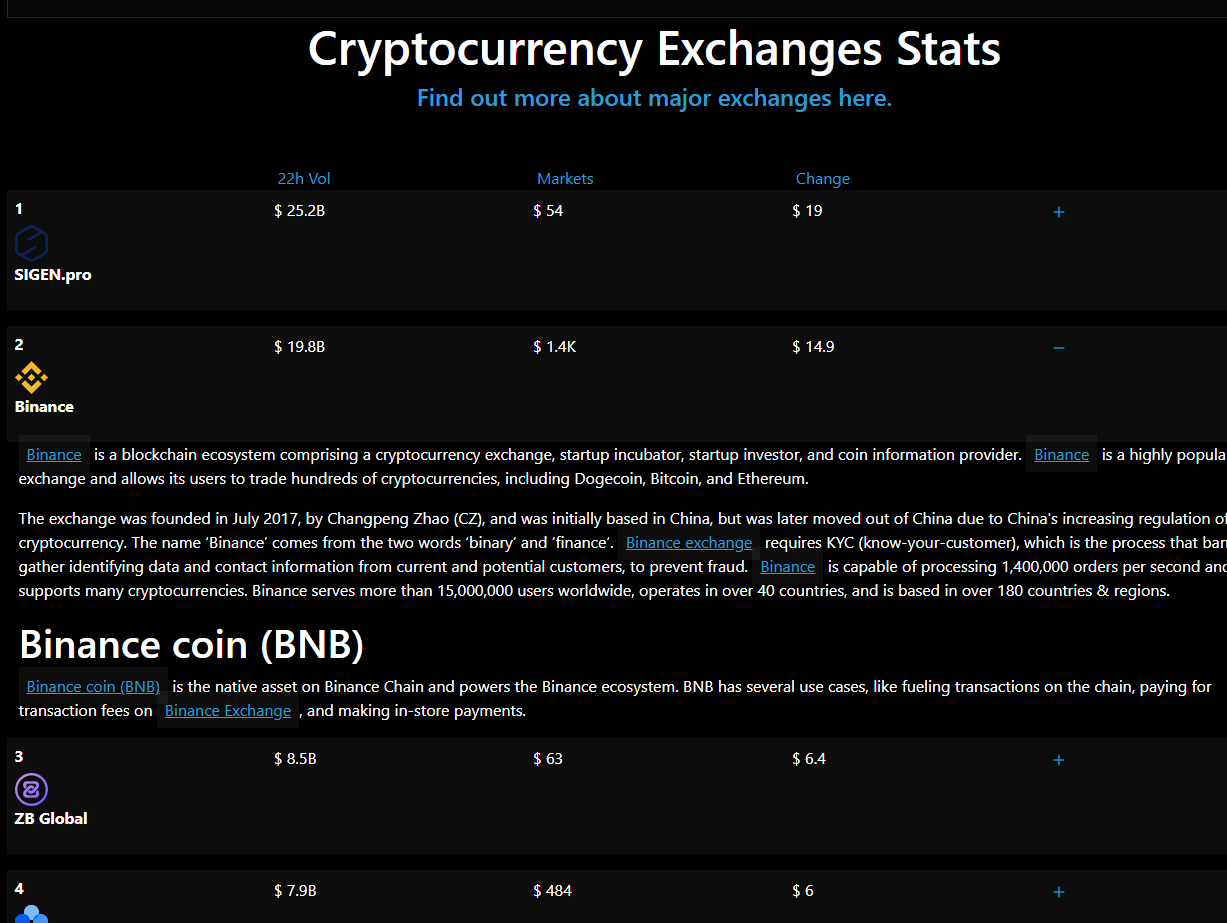 Cryptocurrency Exchanges Stats
Find out more about major exchanges here.
22h Vol Markets Change
1 $ 25.2B $ 54 $ 19 +
SIGEN.pro
2 $ 19.8B $ 1.4K $ 14.9 −
Binance
Binance is a blockchain ecosystem comprising a cryptocurrency exchange, startup incubator, startup investor, and coin information provider. Binance is a highly popula
exchange and allows its users to trade hundreds of cryptocurrencies, including Dogecoin, Bitcoin, and Ethereum.
The exchange was founded in July 2017, by Changpeng Zhao (CZ), and was initially based in China, but was later moved out of China due to China's increasing regulation of
cryptocurrency. The name ‘Binance’ comes from the two words ‘binary’ and ‘finance‘. Binance exchange requires KYC (know-your-customer), which is the process that ban
gather identifying data and contact information from current and potential customers, to prevent fraud. Binance is capable of processing 1,400,000 orders per second and
supports many cryptocurrencies. Binance serves more than 15,000,000 users worldwide, operates in over 40 countries, and is based in over 180 countries & regions.
Binance coin (BNB)
Binance coin (BNB) is the native asset on Binance Chain and powers the Binance ecosystem. BNB has several use cases, like fueling transactions on the chain, paying for
transaction fees on Binance Exchange , and making in-store payments.
3 $ 8.5B $ 63 $ 6.4 +
ZB Global
4 $ 7.9B $ 484 $ 6 +